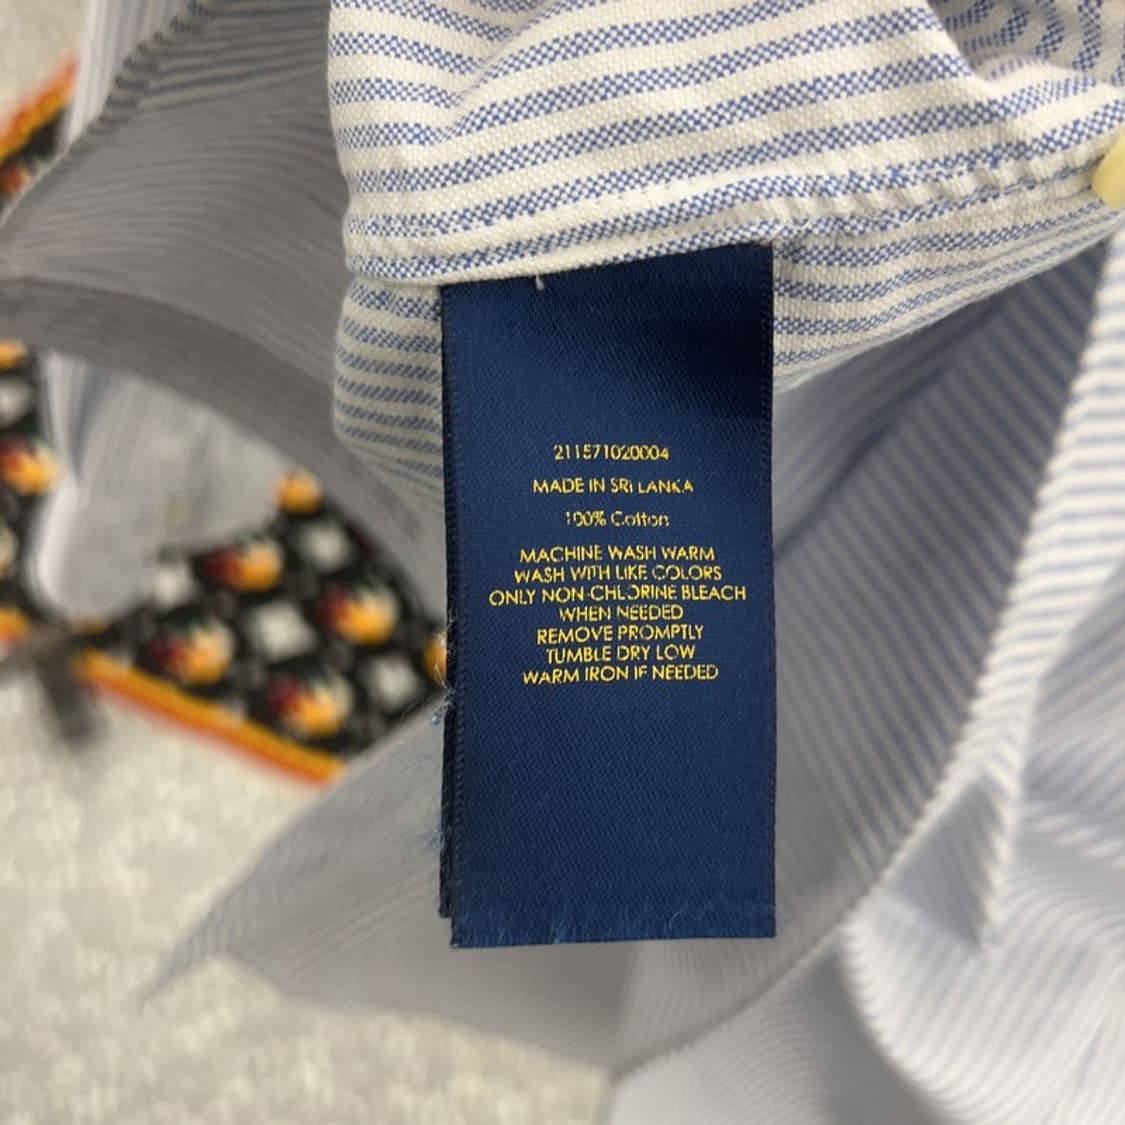 211571020004
MADE IN SRI LANKA
100% Cotton
MACHINE WASH WARM
WASH WITH LIKE COLORS
ONLY NON-CHLORINE BLEACH
WHEN NEEDED
REMOVE PROMPTLY
TUMBLE DRY LOW
WARM IRON IF NEEDED